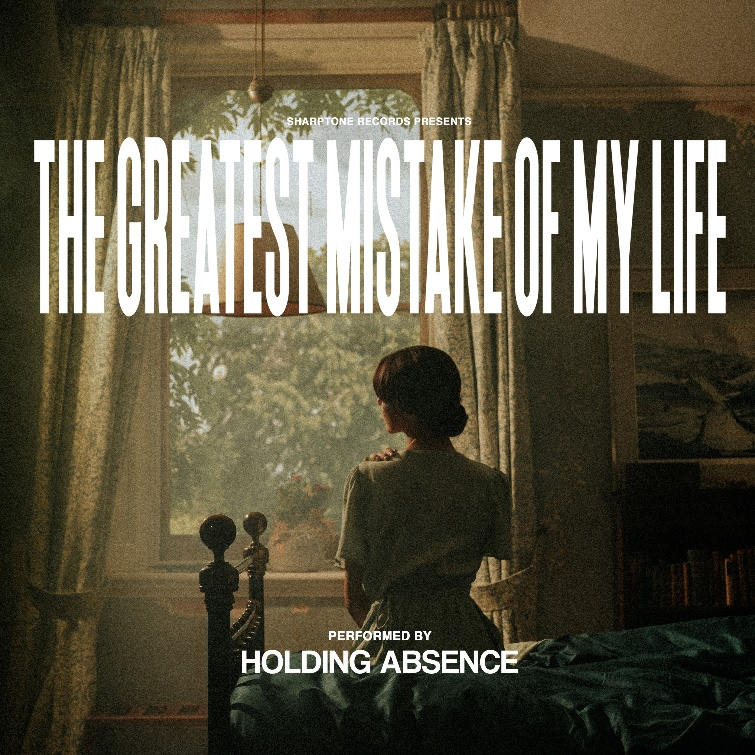 SHARPTONE RECORDS PRESENTS
THE GREATEST MISTAKE OF MY LIFE
PERFORMED BY
HOLDING ABSENCE